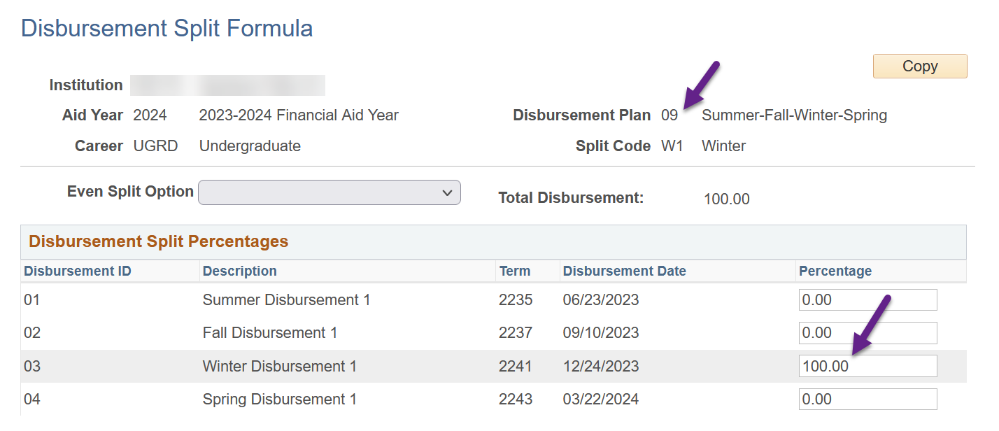 Disbursement Split Formula
Copy
Institution
Aid Year 2024 2023-2024 Financial Aid Year Disbursement Plan 09 Summer-Fall-Winter-Spring
Career UGRD Undergraduate Split Code W1 Winter
Even Split Option Total Disbursement: 100.00
Disbursement Split Percentages
Disbursement ID Description Term Disbursement Date Percentage
01 Summer Disbursement 1 2235 06/23/2023 0.00
02 Fall Disbursement 1 2237 09/10/2023 0.00
03 Winter Disbursement 1 2241 12/24/2023 100.00
04 Spring Disbursement 1 2243 03/22/2024 0.00